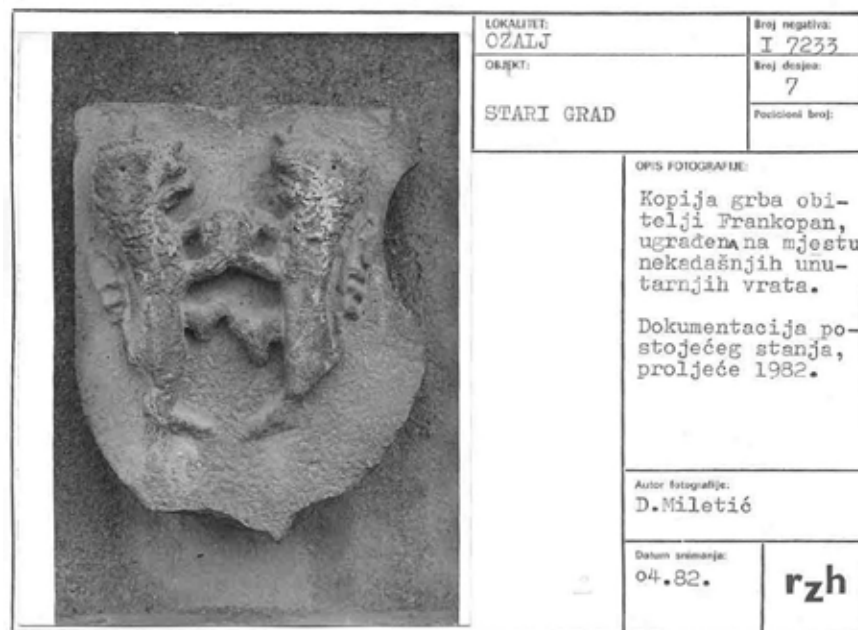 LOKALITET:
OZALJ
Broj negativa:
I 7233
OBJEKT:
STARI GRAD
Broj dosjea:
7
Pozicioni broj:
OPIS FOTOGRAFIJE:
Kopija grba obi-
telji Frankopan,
ugrađena na mjestu
nekadašnjih unu-
tarnjih vrata.
Dokumentacija po-
stojećeg stanja,
proljeće 1982.
Autor fotografije:
D.Miletić
Datum snimanja:
04.82.
rzh